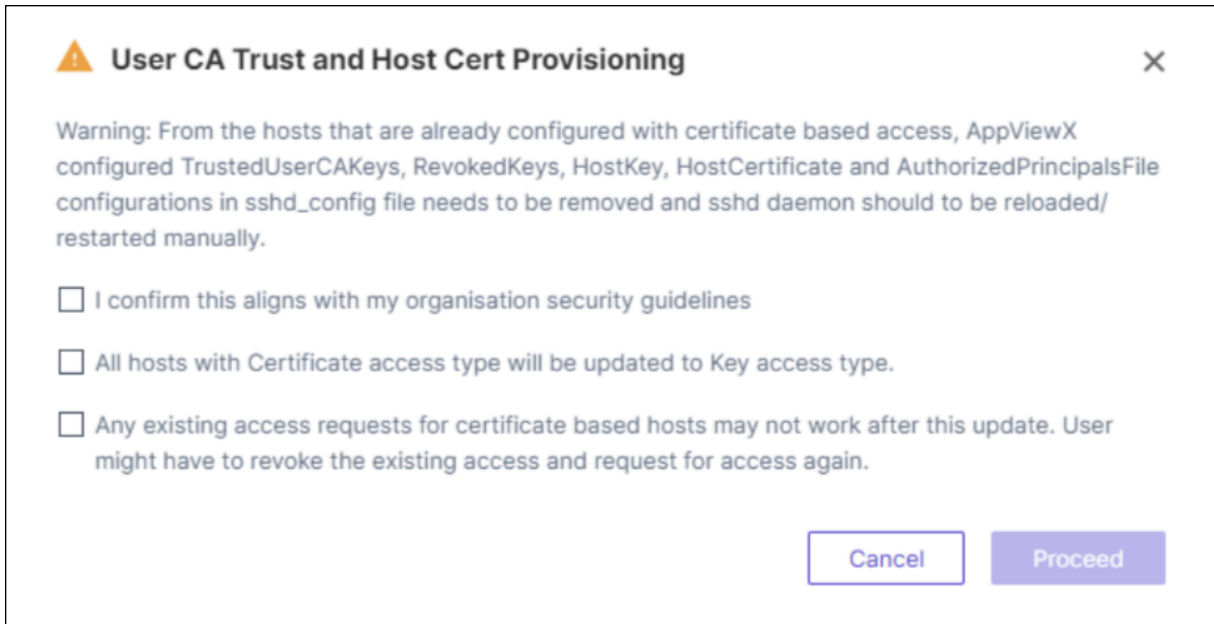 User CA Trust and Host Cert Provisioning
Warning: From the hosts that are already configured with certificate based access, AppViewX
configured TrustedUserCAKeys, RevokedKeys, HostKey, HostCertificate and AuthorizedPrincipalsFile
configurations in sshd_config file needs to be removed and sshd daemon should to be reloaded/
restarted manually.
I confirm this aligns with my organisation security guidelines
All hosts with Certificate access type will be updated to Key access type.
Any existing access requests for certificate based hosts may not work after this update. User
might have to revoke the existing access and request for access again.
Cancel
Proceed